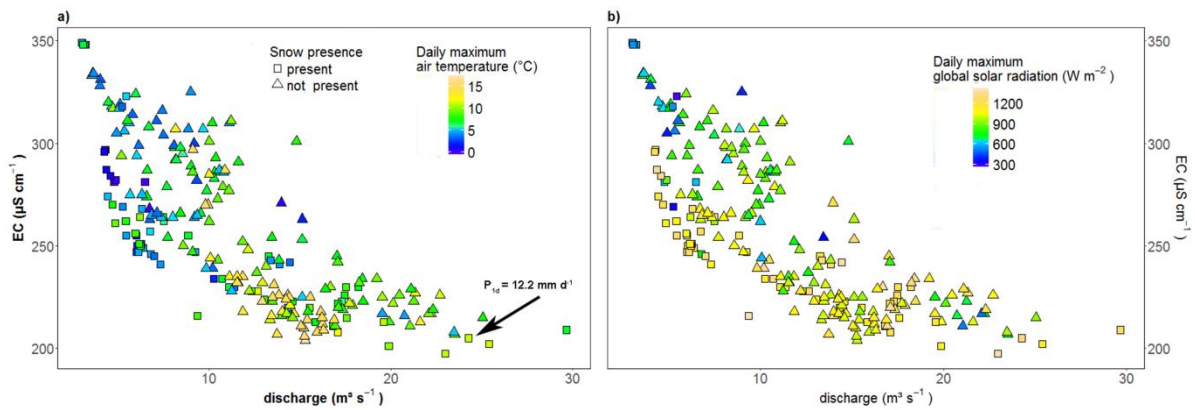 a)
350
300
250
200
EC (µS cm⁻¹)
Snow presence
present
not present
Daily maximum
air temperature (°C)
15
10
5
0
P₁d = 12.2 mm d⁻¹
10
20
30
discharge (m³ s⁻¹)
b)
Daily maximum
global solar radiation (W m⁻²)
1200
900
600
300
350
300
250
200
EC (µS cm⁻¹)
10
20
30
discharge (m³ s⁻¹)